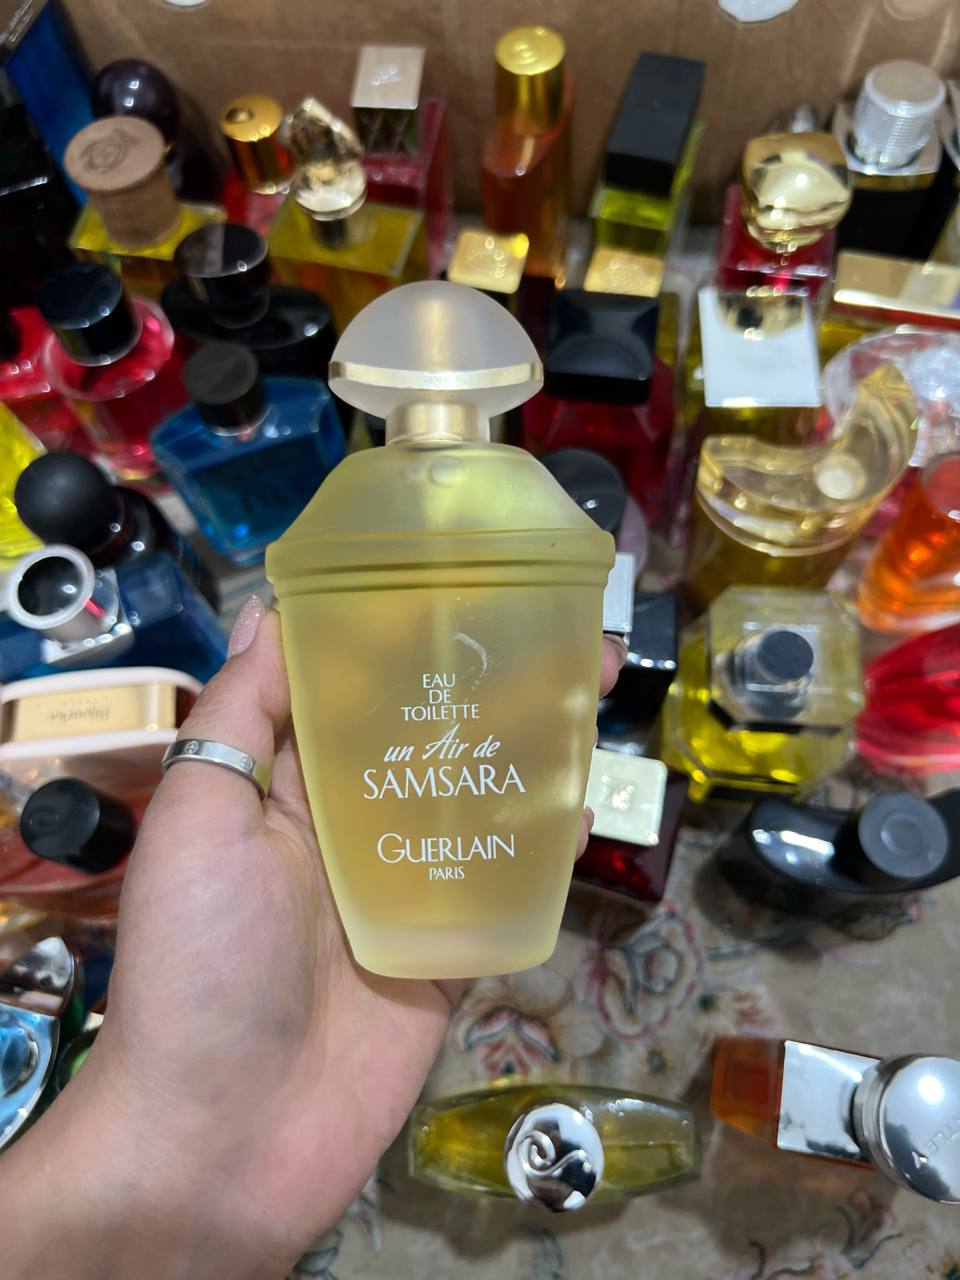 EAU
DE
TOILETTE
un Air de
SAMSARA
GUERLAIN
PARIS